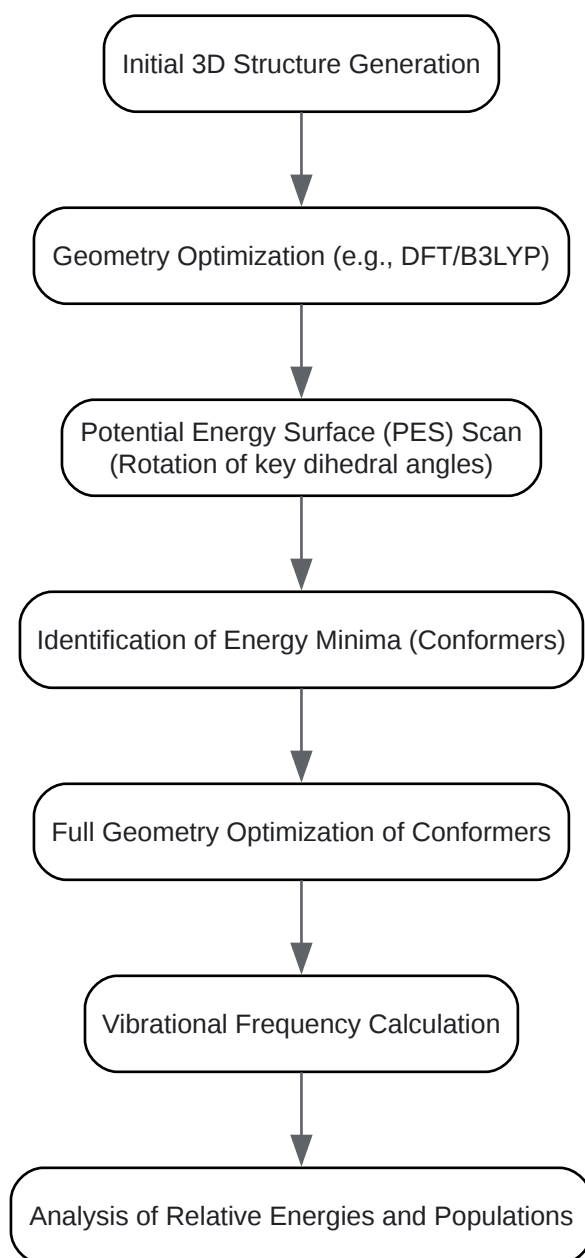 Initial 3D Structure Generation
Geometry Optimization (e.g., DFT/B3LYP)
Potential Energy Surface (PES) Scan
(Rotation of key dihedral angles)
Identification of Energy Minima (Conformers)
Full Geometry Optimization of Conformers
Vibrational Frequency Calculation
Analysis of Relative Energies and Populations